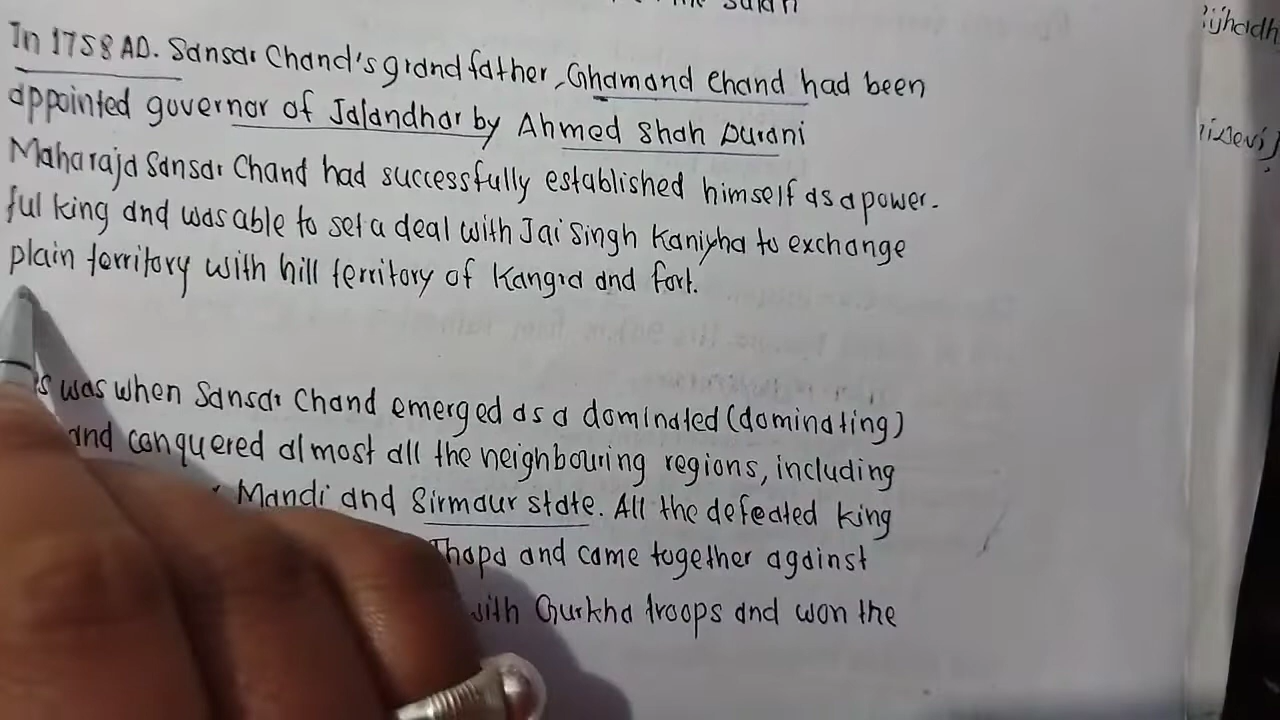 In 1758 AD. Sansar Chand's grand father, Ghamand Chand had been
appointed governor of Jalandhar by Ahmed Shah Durani
Maharaja Sansar Chand had successfully established himself as a power-
ful king and was able to set a deal with Jai Singh Kaniyha to exchange
plain territory with hill territory of Kangra and fort.
was when Sansar Chand emerged as a dominated (dominating)
and conquered almost all the neighbouring regions, including
Mandi and Sirmaur state. All the defeated king
Thapa and came together against
with Gurkha troops and won the